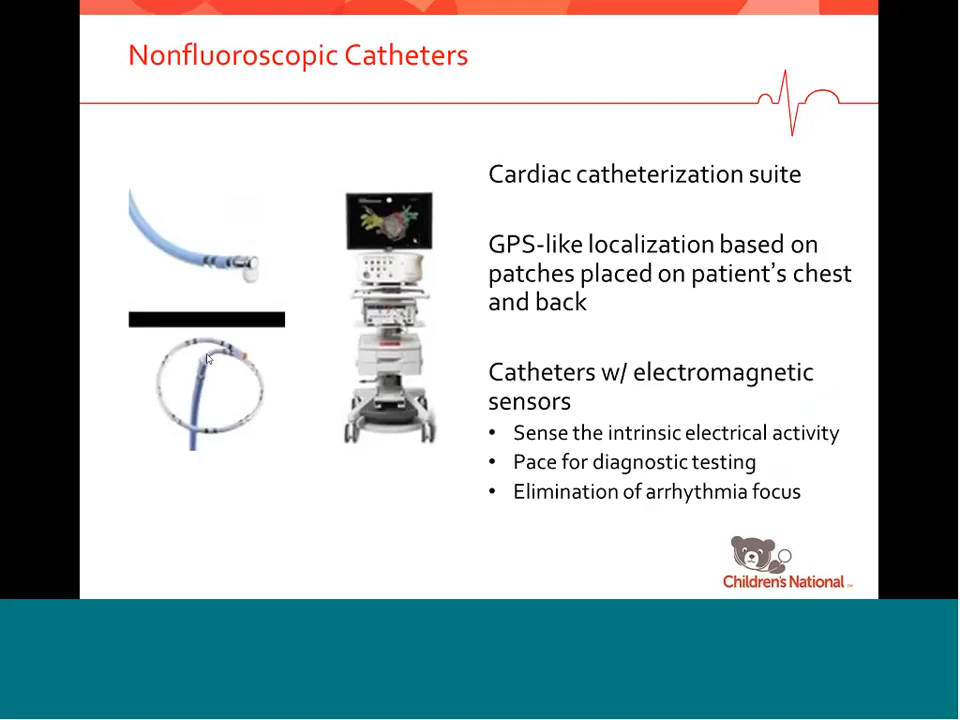 Nonfluoroscopic Catheters
Cardiac catheterization suite
GPS-like localization based on
patches placed on patient’s chest
and back
Catheters w/ electromagnetic
sensors
• Sense the intrinsic electrical activity
• Pace for diagnostic testing
• Elimination of arrhythmia focus
Children's National